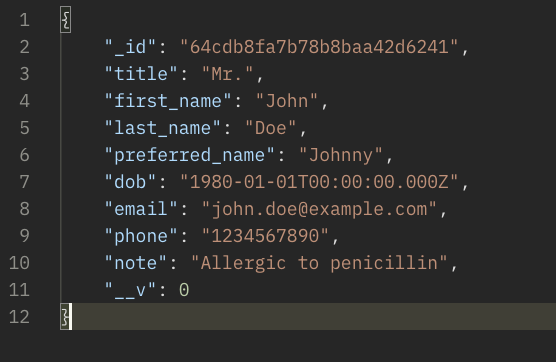 1 {
2 "_id": "64cdb8fa7b78b8baa42d6241",
3 "title": "Mr.",
4 "first_name": "John",
5 "last_name": "Doe",
6 "preferred_name": "Johnny",
7 "dob": "1980-01-01T00:00:00.000Z",
8 "email": "john.doe@example.com",
9 "phone": "1234567890",
10 "note": "Allergic to penicillin",
11 "__v": 0
12 }